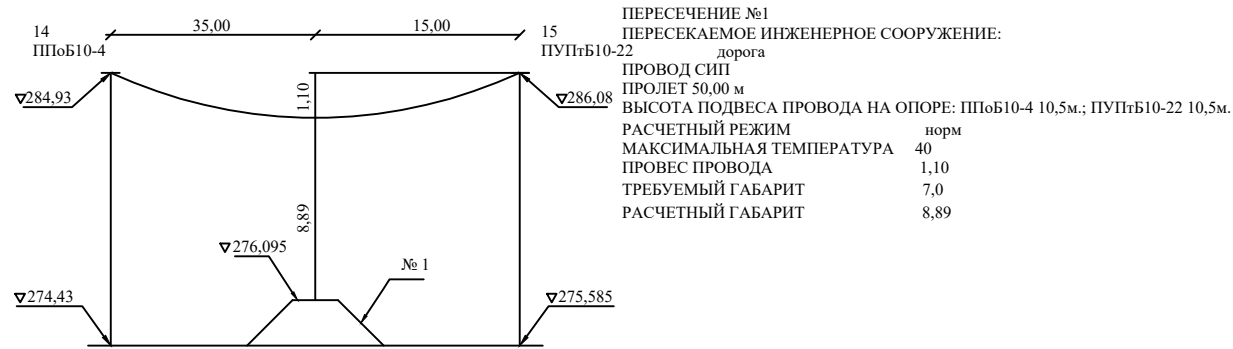 14
ППоБ10-4
35,00
15,00
15
ПУПтБ10-22
284,93
1,10
286,08
8,89
276,095
№ 1
274,43
275,585
ПЕРЕСЕЧЕНИЕ №1
ПЕРЕСЕКАЕМОЕ ИНЖЕНЕРНОЕ СООРУЖЕНИЕ:
дорога
ПРОВОД СИП
ПРОЛЕТ 50,00 м
ВЫСОТА ПОДВЕСА ПРОВОДА НА ОПОРЕ: ППоБ10-4 10,5м.; ПУПтБ10-22 10,5м.
РАСЧЕТНЫЙ РЕЖИМ норм
МАКСИМАЛЬНАЯ ТЕМПЕРАТУРА 40
ПРОВЕС ПРОВОДА 1,10
ТРЕБУЕМЫЙ ГАБАРИТ 7,0
РАСЧЕТНЫЙ ГАБАРИТ 8,89